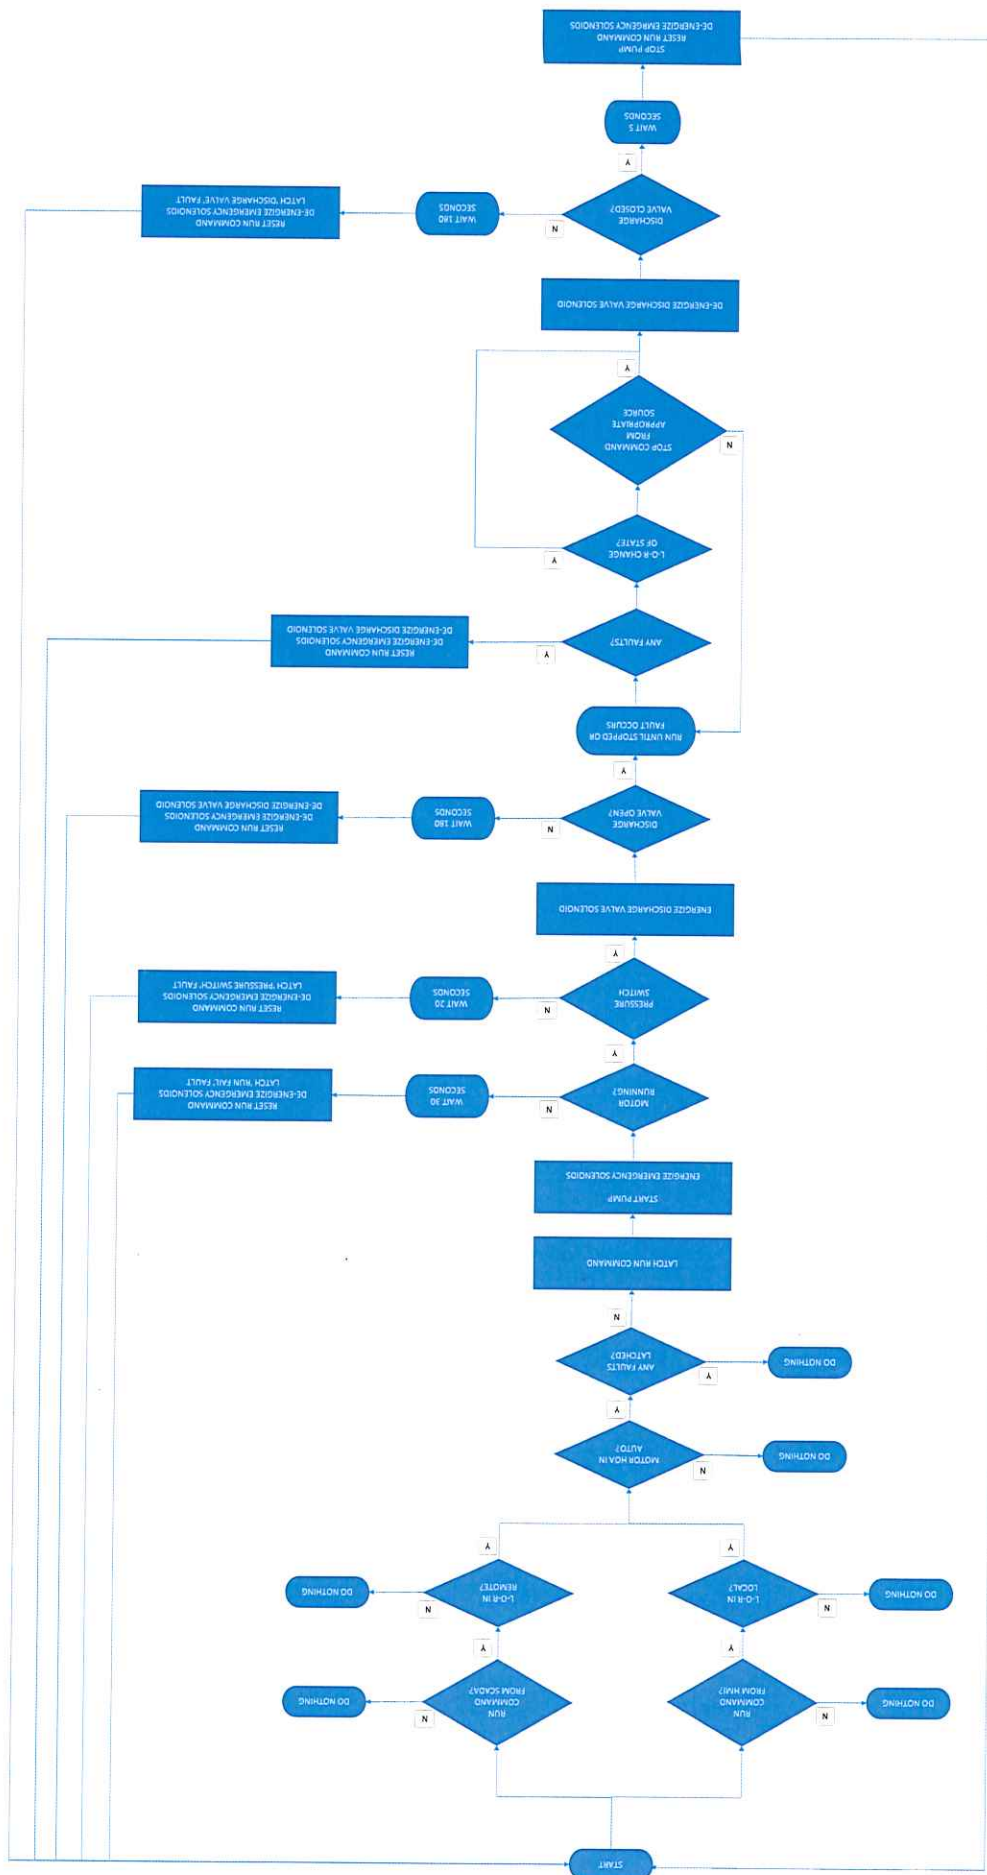 START
RUN
COMMAND
FROM HMI?
N
DO NOTHING
Y
RUN
COMMAND
FROM SCADA?
N
DO NOTHING
Y
L-O-R IN
LOCAL?
N
DO NOTHING
Y
L-O-R IN
REMOTE?
N
DO NOTHING
Y
MOTOR HOA IN
AUTO?
N
DO NOTHING
Y
ANY FAULTS
LATCHED?
Y
DO NOTHING
N
LATCH RUN COMMAND
START PUMP
ENERGIZE EMERGENCY SOLENOIDS
MOTOR
RUNNING?
N
WAIT 30
SECONDS
RESET RUN COMMAND
DE-ENERGIZE EMERGENCY SOLENOIDS
LATCH 'RUN FAIL' FAULT
Y
PRESSURE
SWITCH
N
WAIT 20
SECONDS
RESET RUN COMMAND
DE-ENERGIZE EMERGENCY SOLENOIDS
LATCH 'PRESSURE SWITCH' FAULT
Y
ENERGIZE DISCHARGE VALVE SOLENOID
DISCHARGE
VALVE OPEN?
N
WAIT 180
SECONDS
RESET RUN COMMAND
DE-ENERGIZE EMERGENCY SOLENOIDS
DE-ENERGIZE DISCHARGE VALVE SOLENOID
Y
RUN UNTIL STOPPED OR
FAULT OCCURS
ANY FAULTS?
Y
RESET RUN COMMAND
DE-ENERGIZE EMERGENCY SOLENOIDS
DE-ENERGIZE DISCHARGE VALVE SOLENOID
L-O-R CHANGE
OF STATE?
Y
STOP COMMAND
FROM
APPROPRIATE
SOURCE
N
Y
DE-ENERGIZE DISCHARGE VALVE SOLENOID
DISCHARGE
VALVE CLOSED?
N
WAIT 180
SECONDS
RESET RUN COMMAND
DE-ENERGIZE EMERGENCY SOLENOIDS
LATCH 'DISCHARGE VALVE' FAULT
Y
WAIT 5
SECONDS
STOP PUMP
RESET RUN COMMAND
DE-ENERGIZE EMRGENCY SOLENOIDS